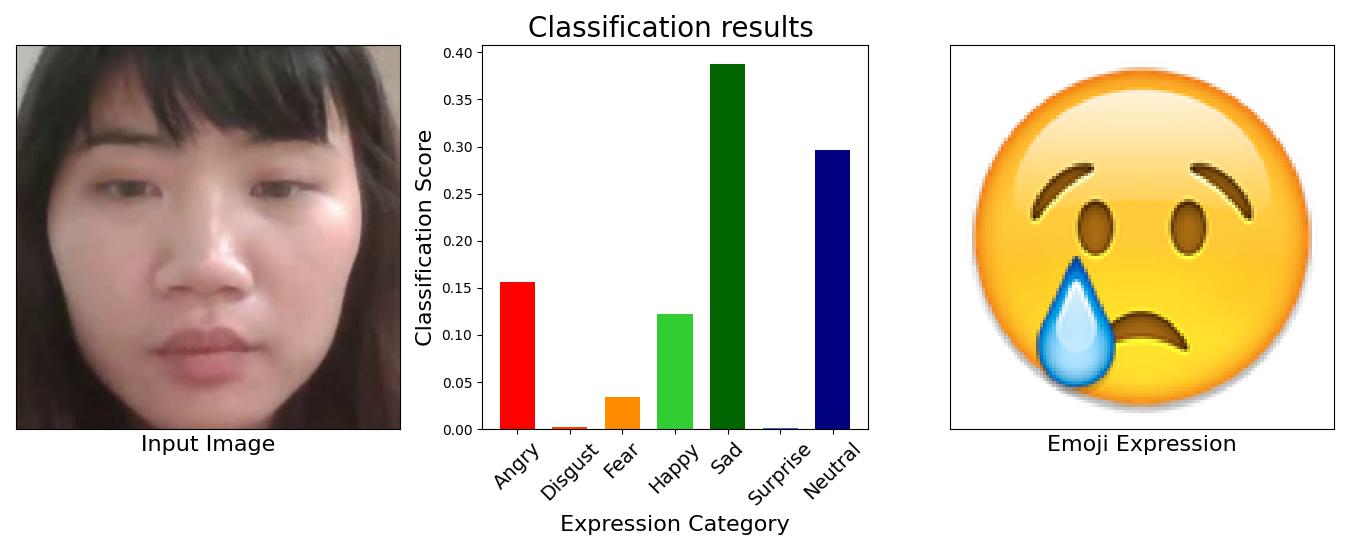 Classification results
Classification Score
0.40
0.35
0.30
0.25
0.20
0.15
0.10
0.05
0.00
Angry
Disgust
Fear
Happy
Sad
Surprise
Neutral
Expression Category
Input Image
Emoji Expression